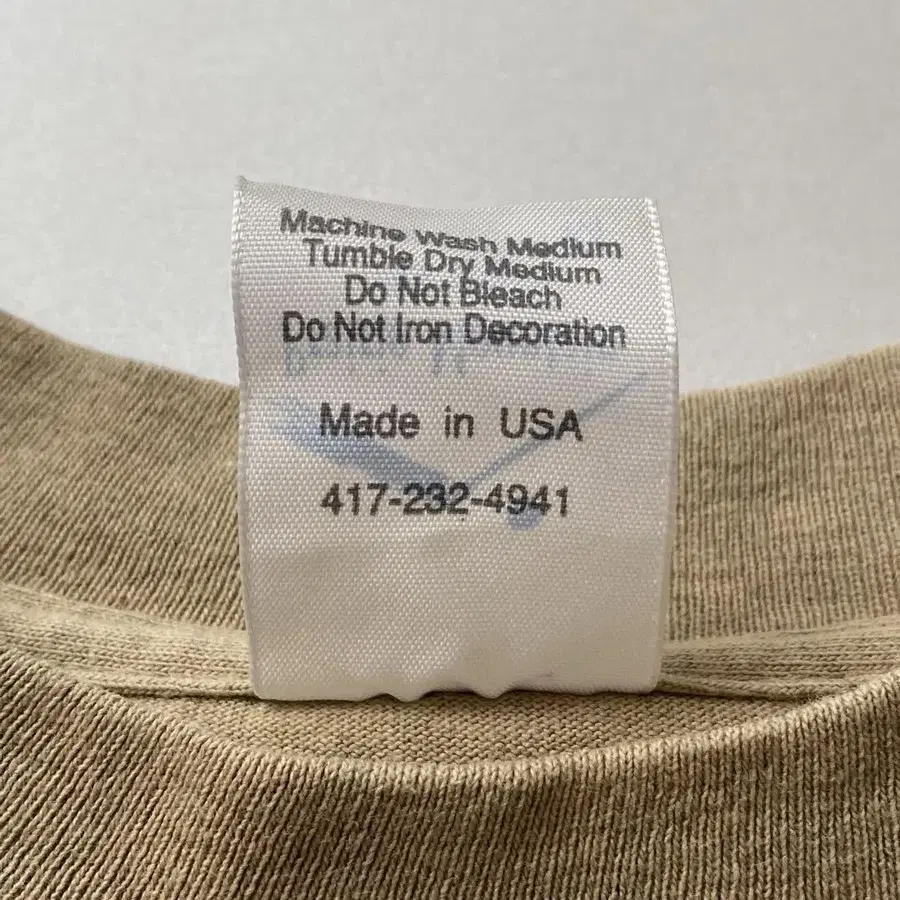 Machine Wash Medium
Tumble Dry Medium
Do Not Bleach
Do Not Iron Decoration
Made in USA
417-232-4941